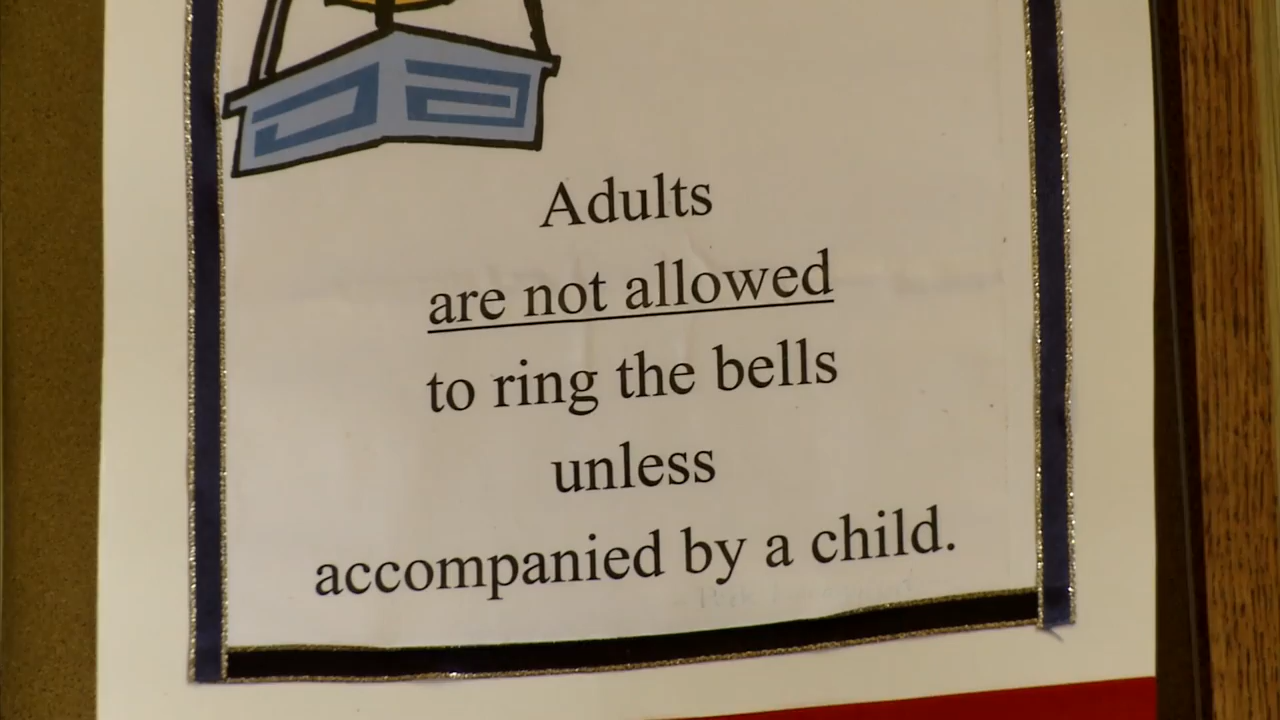 Adults
are not allowed
to ring the bells
unless
accompanied by a child.